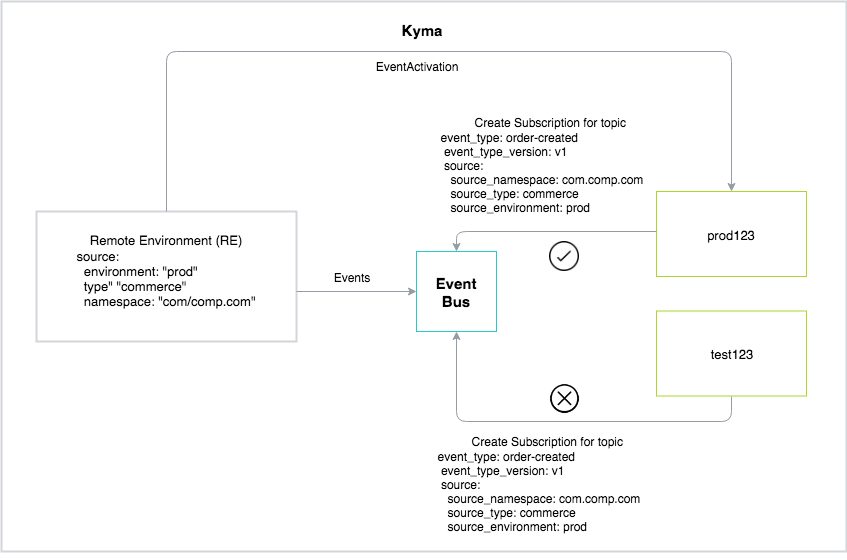 Kyma
EventActivation
Create Subscription for topic
event_type: order-created
event_type_version: v1
source:
source_namespace: com.comp.com
source_type: commerce
source_environment: prod
Remote Environment (RE)
source:
environment: "prod"
type" "commerce"
namespace: "com/comp.com"
Events
Event
Bus
prod123
test123
Create Subscription for topic
event_type: order-created
event_type_version: v1
source:
source_namespace: com.comp.com
source_type: commerce
source_environment: prod